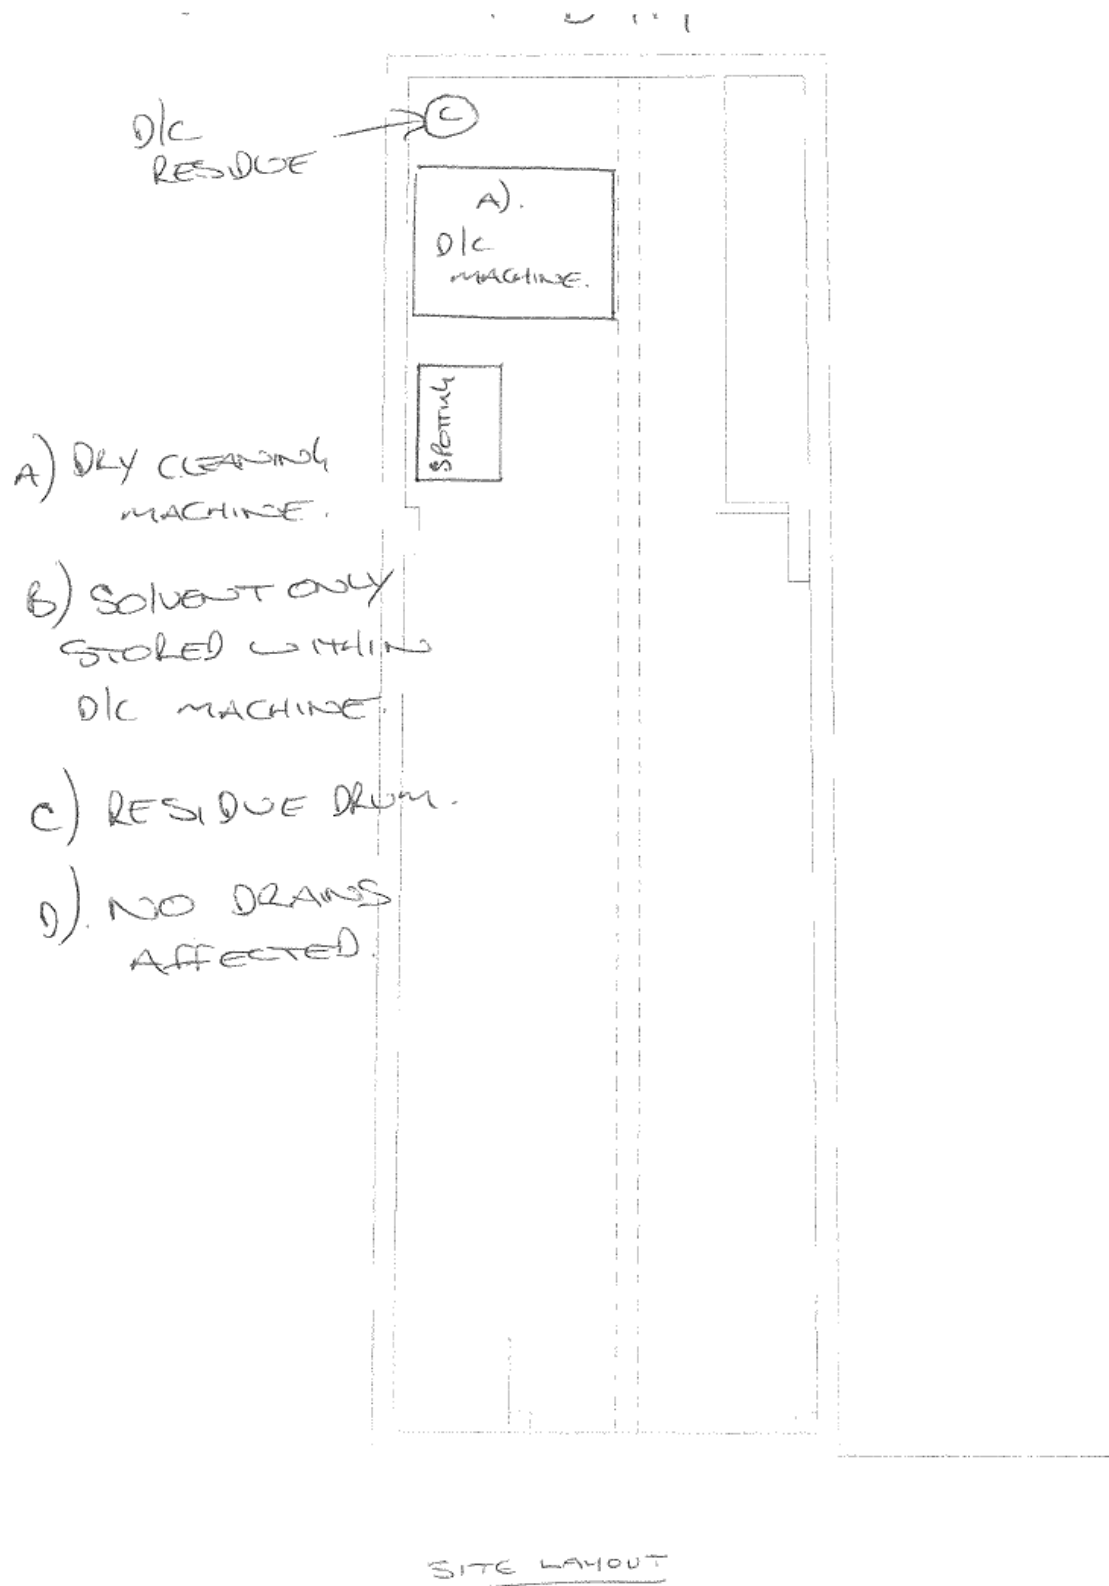 D/C
RESIDUE
C
A).
D/C
MACHINE.
SPOTTING
A) DRY CLEANING
MACHINE.
B) SOLVENT ONLY
STORED WITHIN
D/C MACHINE.
C) RESIDUE DRUM.
D). NO DRAINS
AFFECTED.
SITE LAYOUT